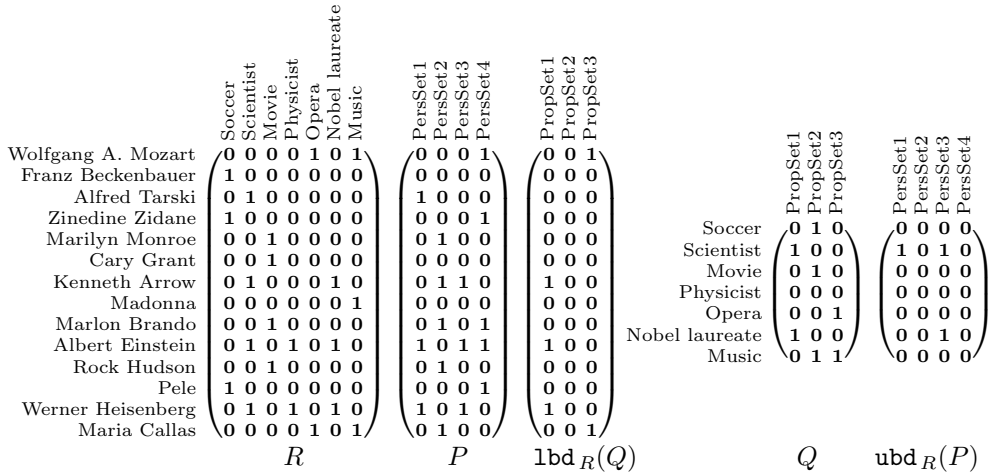 Soccer Scientist Movie Physicist Opera Nobel laureate Music
PersSet1 PersSet2 PersSet3 PersSet4
PropSet1 PropSet2 PropSet3
Wolfgang A. Mozart 0 0 0 0 1 0 1 0 0 0 1 0 0 1
Franz Beckenbauer 1 0 0 0 0 0 0 0 0 0 0 0 0 0
Alfred Tarski 0 1 0 0 0 0 0 1 0 0 0 0 0 0
Zinedine Zidane 1 0 0 0 0 0 0 0 0 0 1 0 0 0
Marilyn Monroe 0 0 1 0 0 0 0 0 1 0 0 0 0 0
Cary Grant 0 0 1 0 0 0 0 0 0 0 0 0 0 0
Kenneth Arrow 0 1 0 0 0 1 0 0 1 1 0 1 0 0
Madonna 0 0 0 0 0 0 1 0 0 0 0 0 0 0
Marlon Brando 0 0 1 0 0 0 0 0 1 0 1 0 0 0
Albert Einstein 0 1 0 1 0 1 0 1 0 1 1 1 0 0
Rock Hudson 0 0 1 0 0 0 0 0 1 0 0 0 0 0
Pele 1 0 0 0 0 0 0 0 0 0 1 0 0 0
Werner Heisenberg 0 1 0 1 0 1 0 1 0 1 0 1 0 0
Maria Callas 0 0 0 0 1 0 1 0 1 0 0 0 0 1
R P lbd R(Q)
PropSet1 PropSet2 PropSet3
PersSet1 PersSet2 PersSet3 PersSet4
Soccer 0 1 0 0 0 0 0
Scientist 1 0 0 1 0 1 0
Movie 0 1 0 0 0 0 0
Physicist 0 0 0 0 0 0 0
Opera 0 0 1 0 0 0 0
Nobel laureate 1 0 0 0 0 1 0
Music 0 1 1 0 0 0 0
Q ubd R(P)